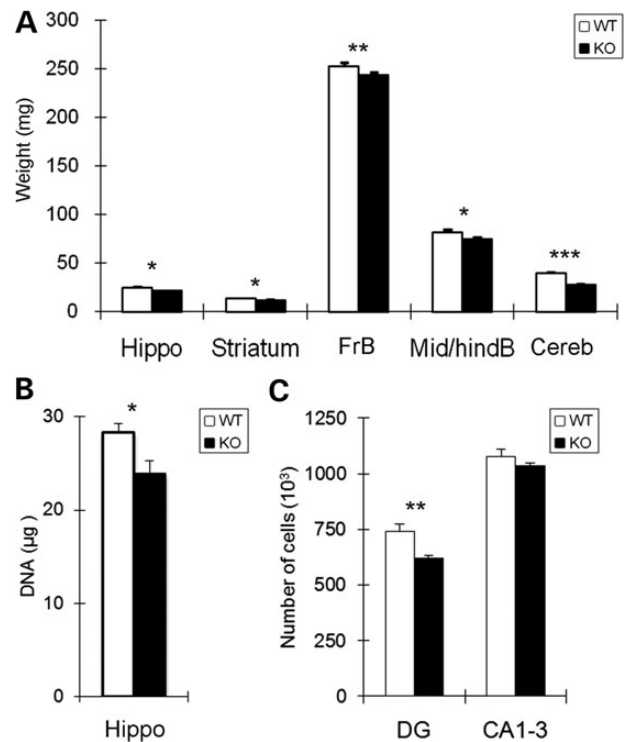 A
300
250
200
150
100
50
0
Weight (mg)
WT
KO
*
*
**
*
***
Hippo Striatum FrB Mid/hindB Cereb
B
30
20
10
0
DNA (µg )
WT
KO
*
Hippo
C
1250
1000
750
500
250
0
Number of cells (10³)
WT
KO
**
DG CA1-3